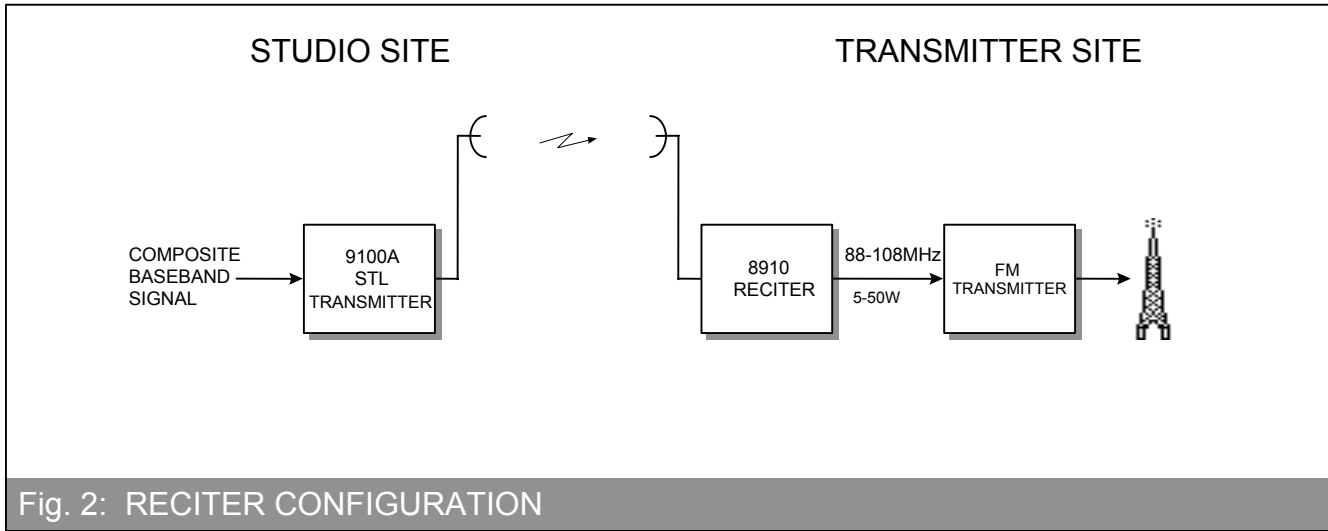 STUDIO SITE
TRANSMITTER SITE
COMPOSITE
BASEBAND
SIGNAL
9100A
STL
TRANSMITTER
8910
RECITER
88-108MHz
5-50W
FM
TRANSMITTER
Fig. 2: RECITER CONFIGURATION